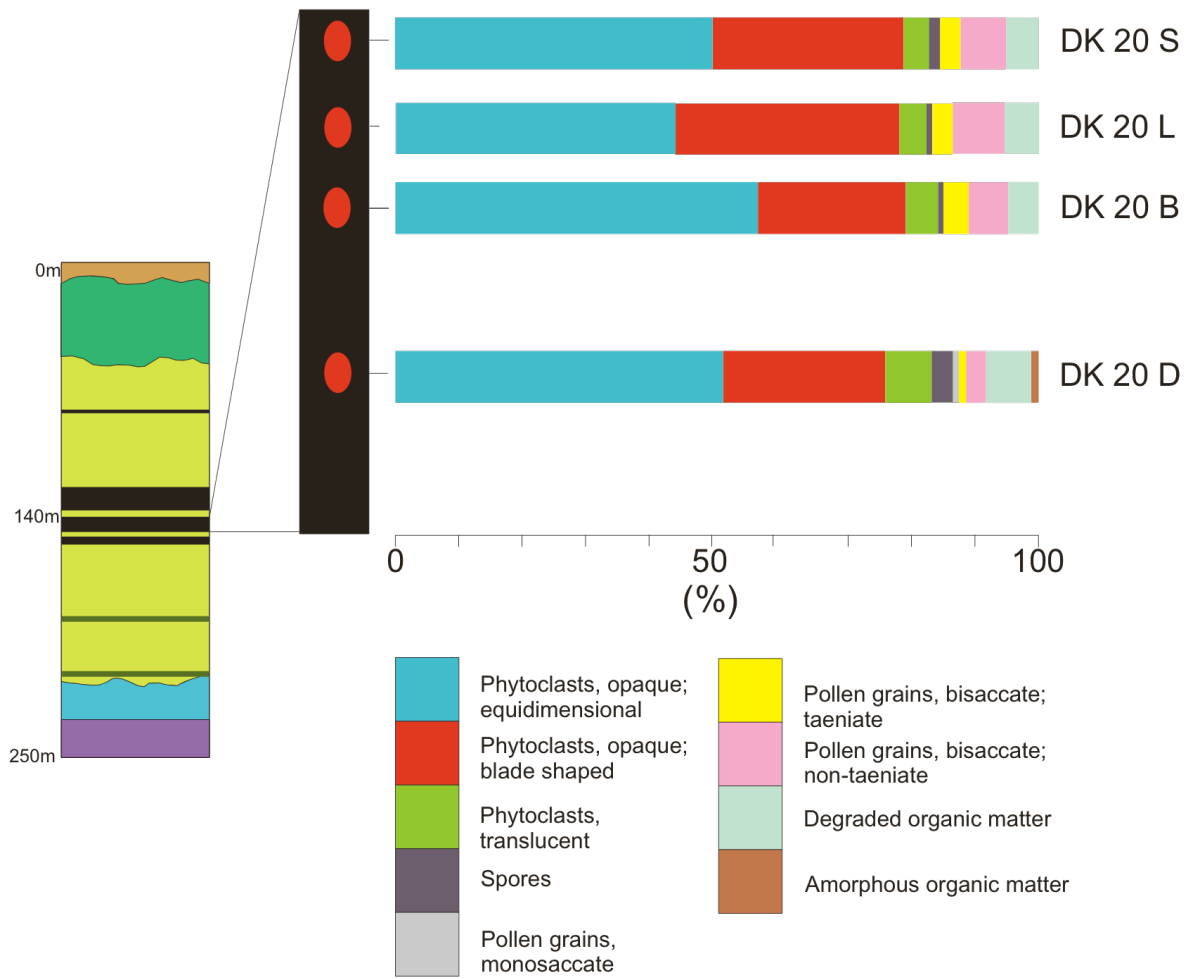 DK 20 S
DK 20 L
DK 20 B
DK 20 D
0m
140m
250m
0
50
100
(%)
Phytoclasts, opaque;
equidimensional
Phytoclasts, opaque;
blade shaped
Phytoclasts,
translucent
Spores
Pollen grains,
monosaccate
Pollen grains, bisaccate;
taeniate
Pollen grains, bisaccate;
non-taeniate
Degraded organic matter
Amorphous organic matter